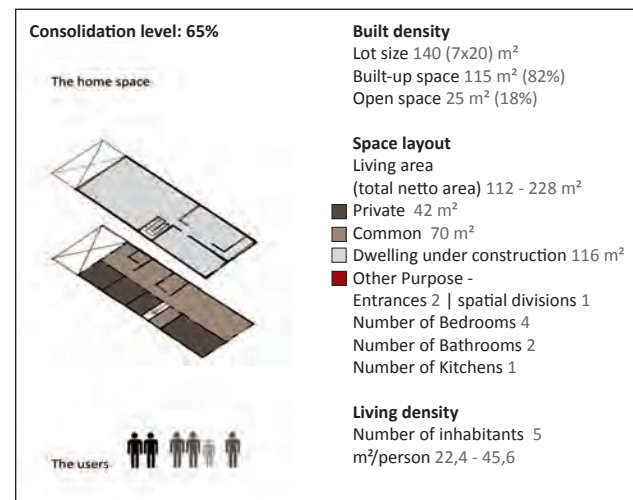 Consolidation level: 65%
The home space
The users
Built density
Lot size 140 (7x20) m²
Built-up space 115 m² (82%)
Open space 25 m² (18%)
Space layout
Living area
(total netto area) 112 - 228 m²
Private 42 m²
Common 70 m²
Dwelling under construction 116 m²
Other Purpose -
Entrances 2 | spatial divisions 1
Number of Bedrooms 4
Number of Bathrooms 2
Number of Kitchens 1
Living density
Number of inhabitants 5
m²/person 22,4 - 45,6